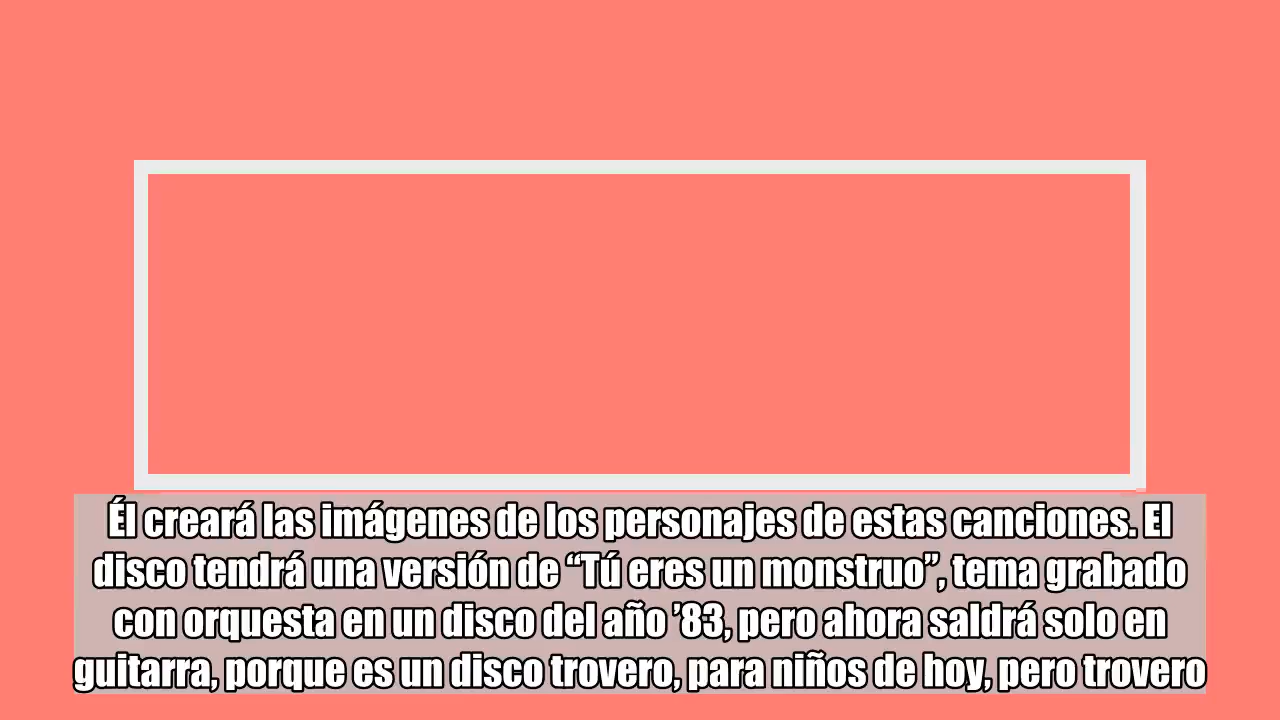 Él creará las imágenes de los personajes de estas canciones. El
disco tendrá una versión de “Tú eres un monstruo”, tema grabado
con orquesta en un disco del año ’83, pero ahora saldrá solo en
guitarra, porque es un disco trovero, para niños de hoy, pero trovero